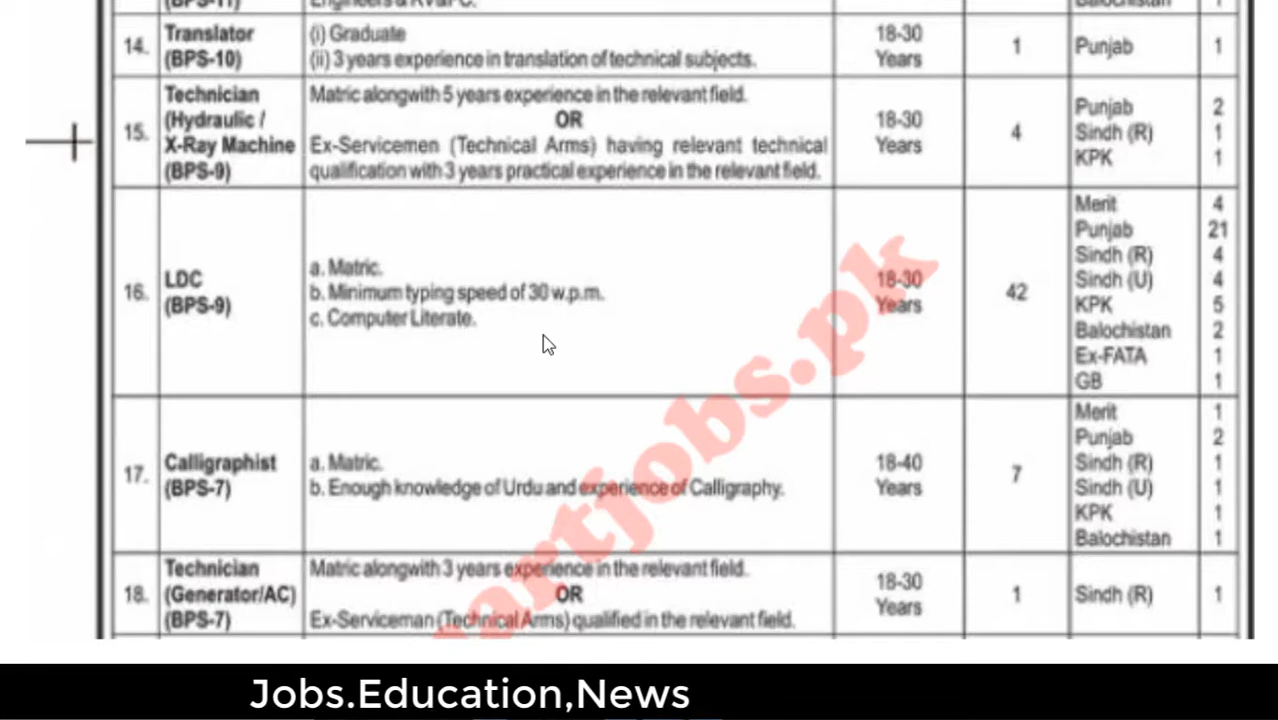 Balochistan 1
14. Translator (BPS-10) (i) Graduate 18-30 Years 1 Punjab 1
(ii) 3 years experience in translation of technical subjects.
15. Technician (Hydraulic / X-Ray Machine (BPS-9) Matric alongwith 5 years experience in the relevant field. 18-30 Years 4 Punjab 2
OR Sindh (R) 1
Ex-Servicemen (Technical Arms) having relevant technical KPK 1
qualification with 3 years practical experience in the relevant field.
16. LDC (BPS-9) a. Matric. 18-30 Years 42 Merit 4
b. Minimum typing speed of 30 w.p.m. Punjab 21
c. Computer Literate. Sindh (R) 4
Sindh (U) 4
KPK 5
Balochistan 2
Ex-FATA 1
GB 1
17. Calligraphist (BPS-7) a. Matric. 18-40 Years 7 Merit 1
b. Enough knowledge of Urdu and experience of Calligraphy. Punjab 2
Sindh (R) 1
Sindh (U) 1
KPK 1
Balochistan 1
18. Technician (Generator/AC) (BPS-7) Matric alongwith 3 years experience in the relevant field. 18-30 Years 1 Sindh (R) 1
OR
Ex-Serviceman (Technical Arms) qualified in the relevant field.
artjobs.pk
Jobs.Education,News